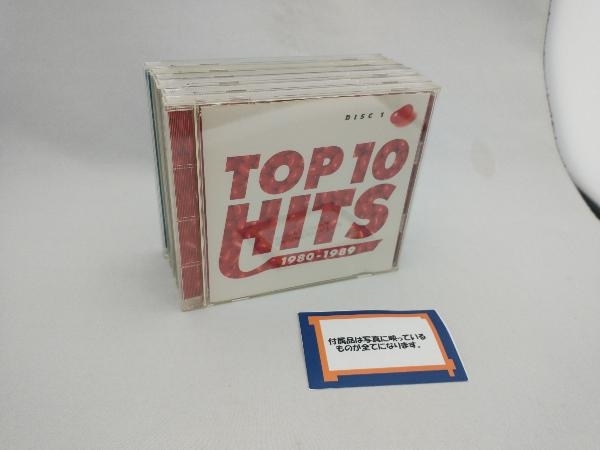 DISC 1
TOP 10
HITS
1980-1989
付属品は写真に映っている
ものが全てになります。